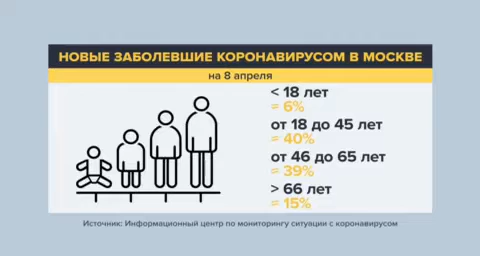 НОВЫЕ ЗАБОЛЕВШИЕ КОРОНАВИРУСОМ В МОСКВЕ
на 8 апреля
< 18 лет
= 6%
от 18 до 45 лет
= 40%
от 46 до 65 лет
= 39%
> 66 лет
= 15%
Источник: Информационный центр по мониторингу ситуации с коронавирусом